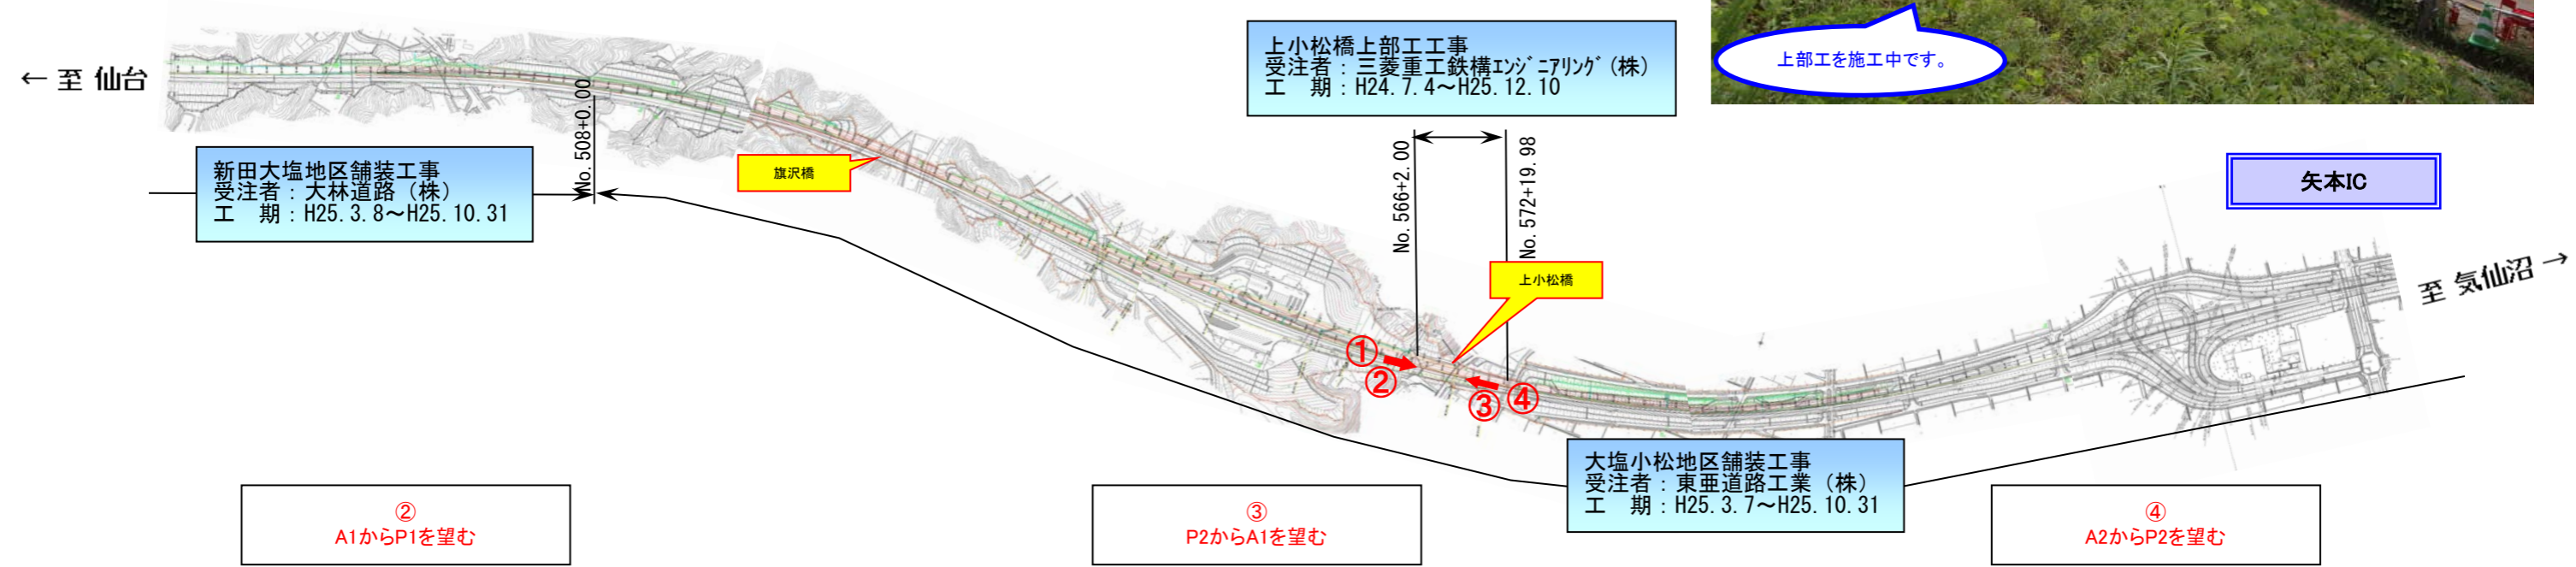 上部工を施工中です。
← 至 仙台
上小松橋上部工工事
受注者：三菱重工鉄構エンジニアリング（株）
工　期：H24.7.4～H25.12.10
No.508+0.00
新田大塩地区舗装工事
受注者：大林道路（株）
工　期：H25.3.8～H25.10.31
旗沢橋
No.566+2.00
No.572+19.98
矢本IC
上小松橋
至 気仙沼 →
①
②
③
④
大塩小松地区舗装工事
受注者：東亜道路工業（株）
工　期：H25.3.7～H25.10.31
②
A1からP1を望む
③
P2からA1を望む
④
A2からP2を望む